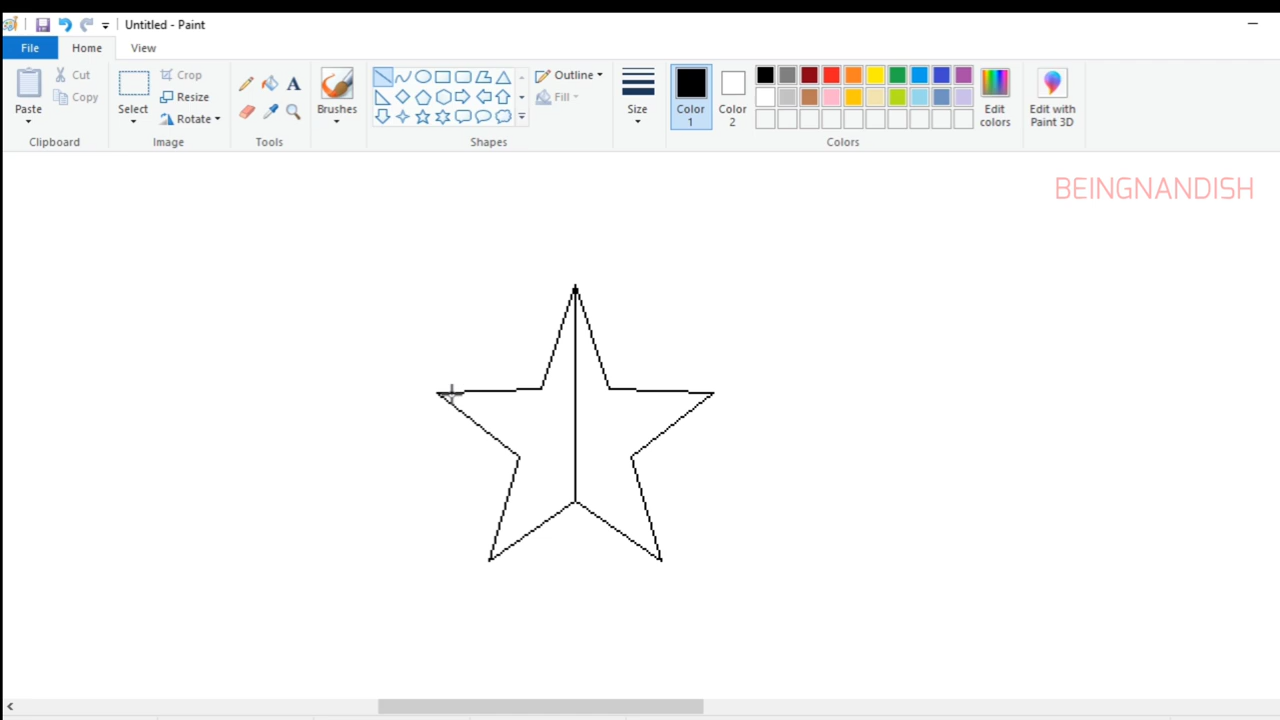 Untitled - Paint
File Home View
Paste Cut Copy Select Crop Resize Rotate Brushes Outline Fill Size Color 1 Color 2 Edit colors Edit with Paint 3D
Clipboard Image Tools Shapes Colors
BEINGNANDISH